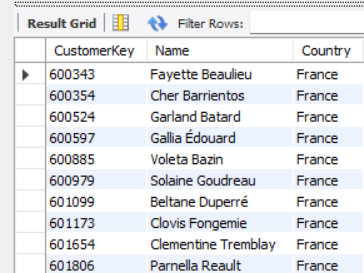 Result Grid Filter Rows:
CustomerKey Name Country
600343 Fayette Beaulieu France
600354 Cher Barrientos France
600524 Garland Batard France
600597 Gallia Édouard France
600885 Voleta Bazin France
600979 Solaine Goudreau France
601099 Beltane Duperré France
601173 Clovis Fongemie France
601654 Clementine Tremblay France
601806 Parnella Reault France